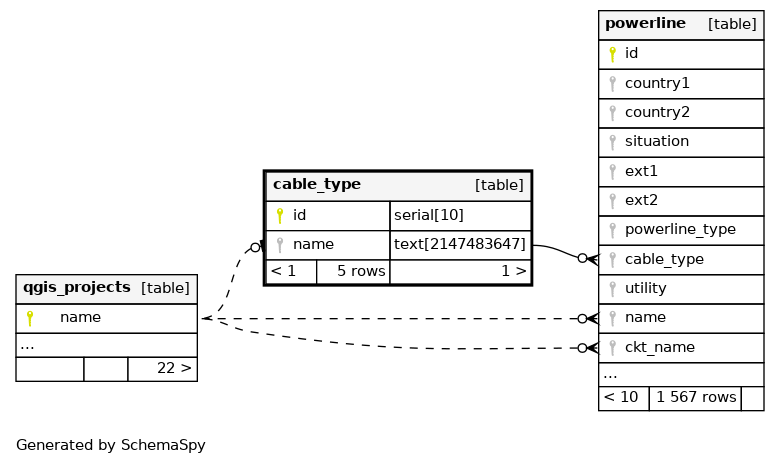 powerline [table]
id
country1
country2
situation
ext1
ext2
powerline_type
cable_type
utility
name
ckt_name
...
< 10 1 567 rows
cable_type [table]
id serial[10]
name text[2147483647]
< 1 5 rows 1 >
qgis_projects [table]
name
...
22 >
Generated by SchemaSpy